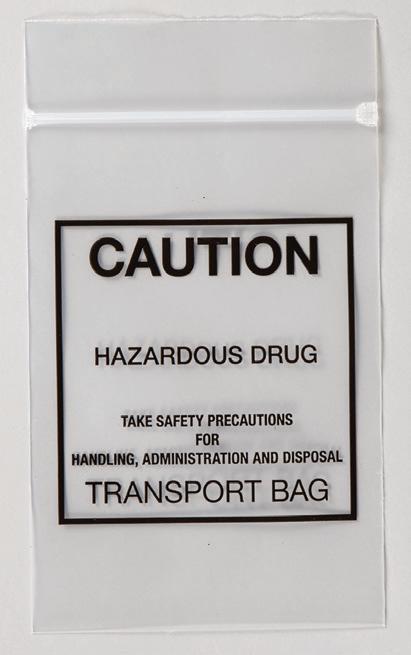 CAUTION
HAZARDOUS DRUG
TAKE SAFETY PRECAUTIONS
FOR
HANDLING, ADMINISTRATION AND DISPOSAL
TRANSPORT BAG